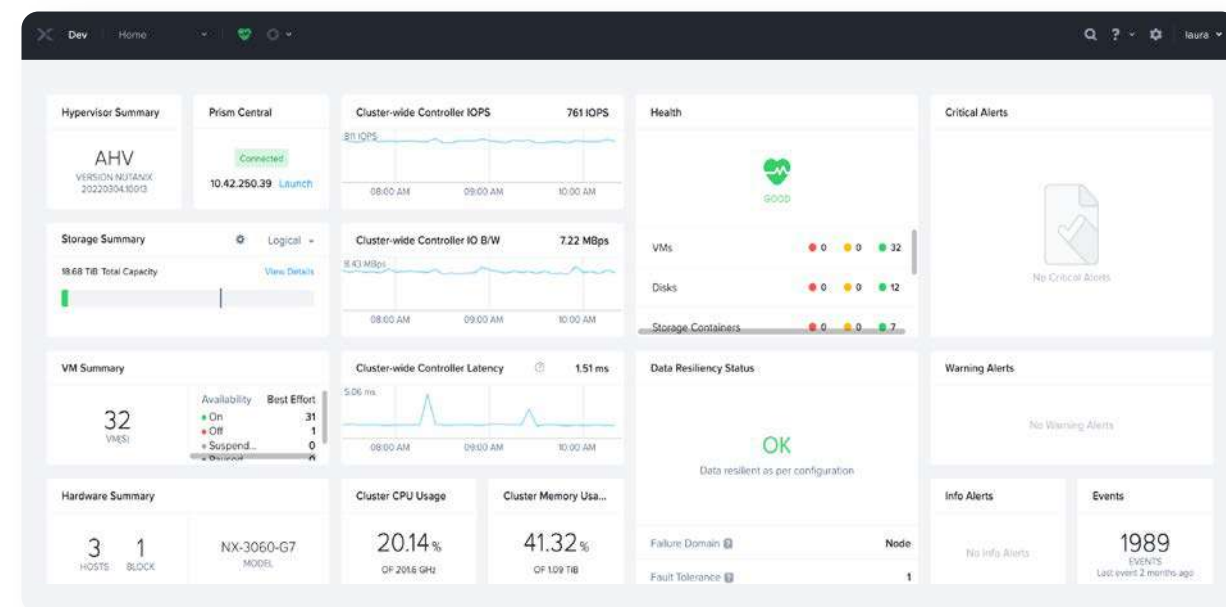 Dev
Home
?
laura
Hypervisor Summary
AHV
VERSION NUTANIX
20220304.10013
Prism Central
Connected
10.42.250.39 Launch
Cluster-wide Controller IOPS 761 IOPS
811 IOPS
08:00 AM 09:00 AM 10:00 AM
Health
GOOD
VMs 0 0 32
Disks 0 0 12
Storage Containers 0 0 7
Critical Alerts
No Critical Alerts
Storage Summary Logical
18.68 TiB Total Capacity View Details
Cluster-wide Controller IO B/W 7.22 MBps
8.43 MBps
08:00 AM 09:00 AM 10:00 AM
VM Summary
32
VM(S)
Availability Best Effort
On 31
Off 1
Suspend... 0
Paused 0
Cluster-wide Controller Latency 1.51 ms
5.06 ms
08:00 AM 09:00 AM 10:00 AM
Data Resiliency Status
OK
Data resilient as per configuration
Failure Domain ? Node
Fault Tolerance ? 1
Warning Alerts
No Warning Alerts
Hardware Summary
3
HOSTS
1
BLOCK
NX-3060-G7
MODEL
Cluster CPU Usage
20.14 %
OF 201.6 GHz
Cluster Memory Usa...
41.32 %
OF 1.09 TiB
Info Alerts
No Info Alerts
Events
1989
EVENTS
Last event 2 months ago